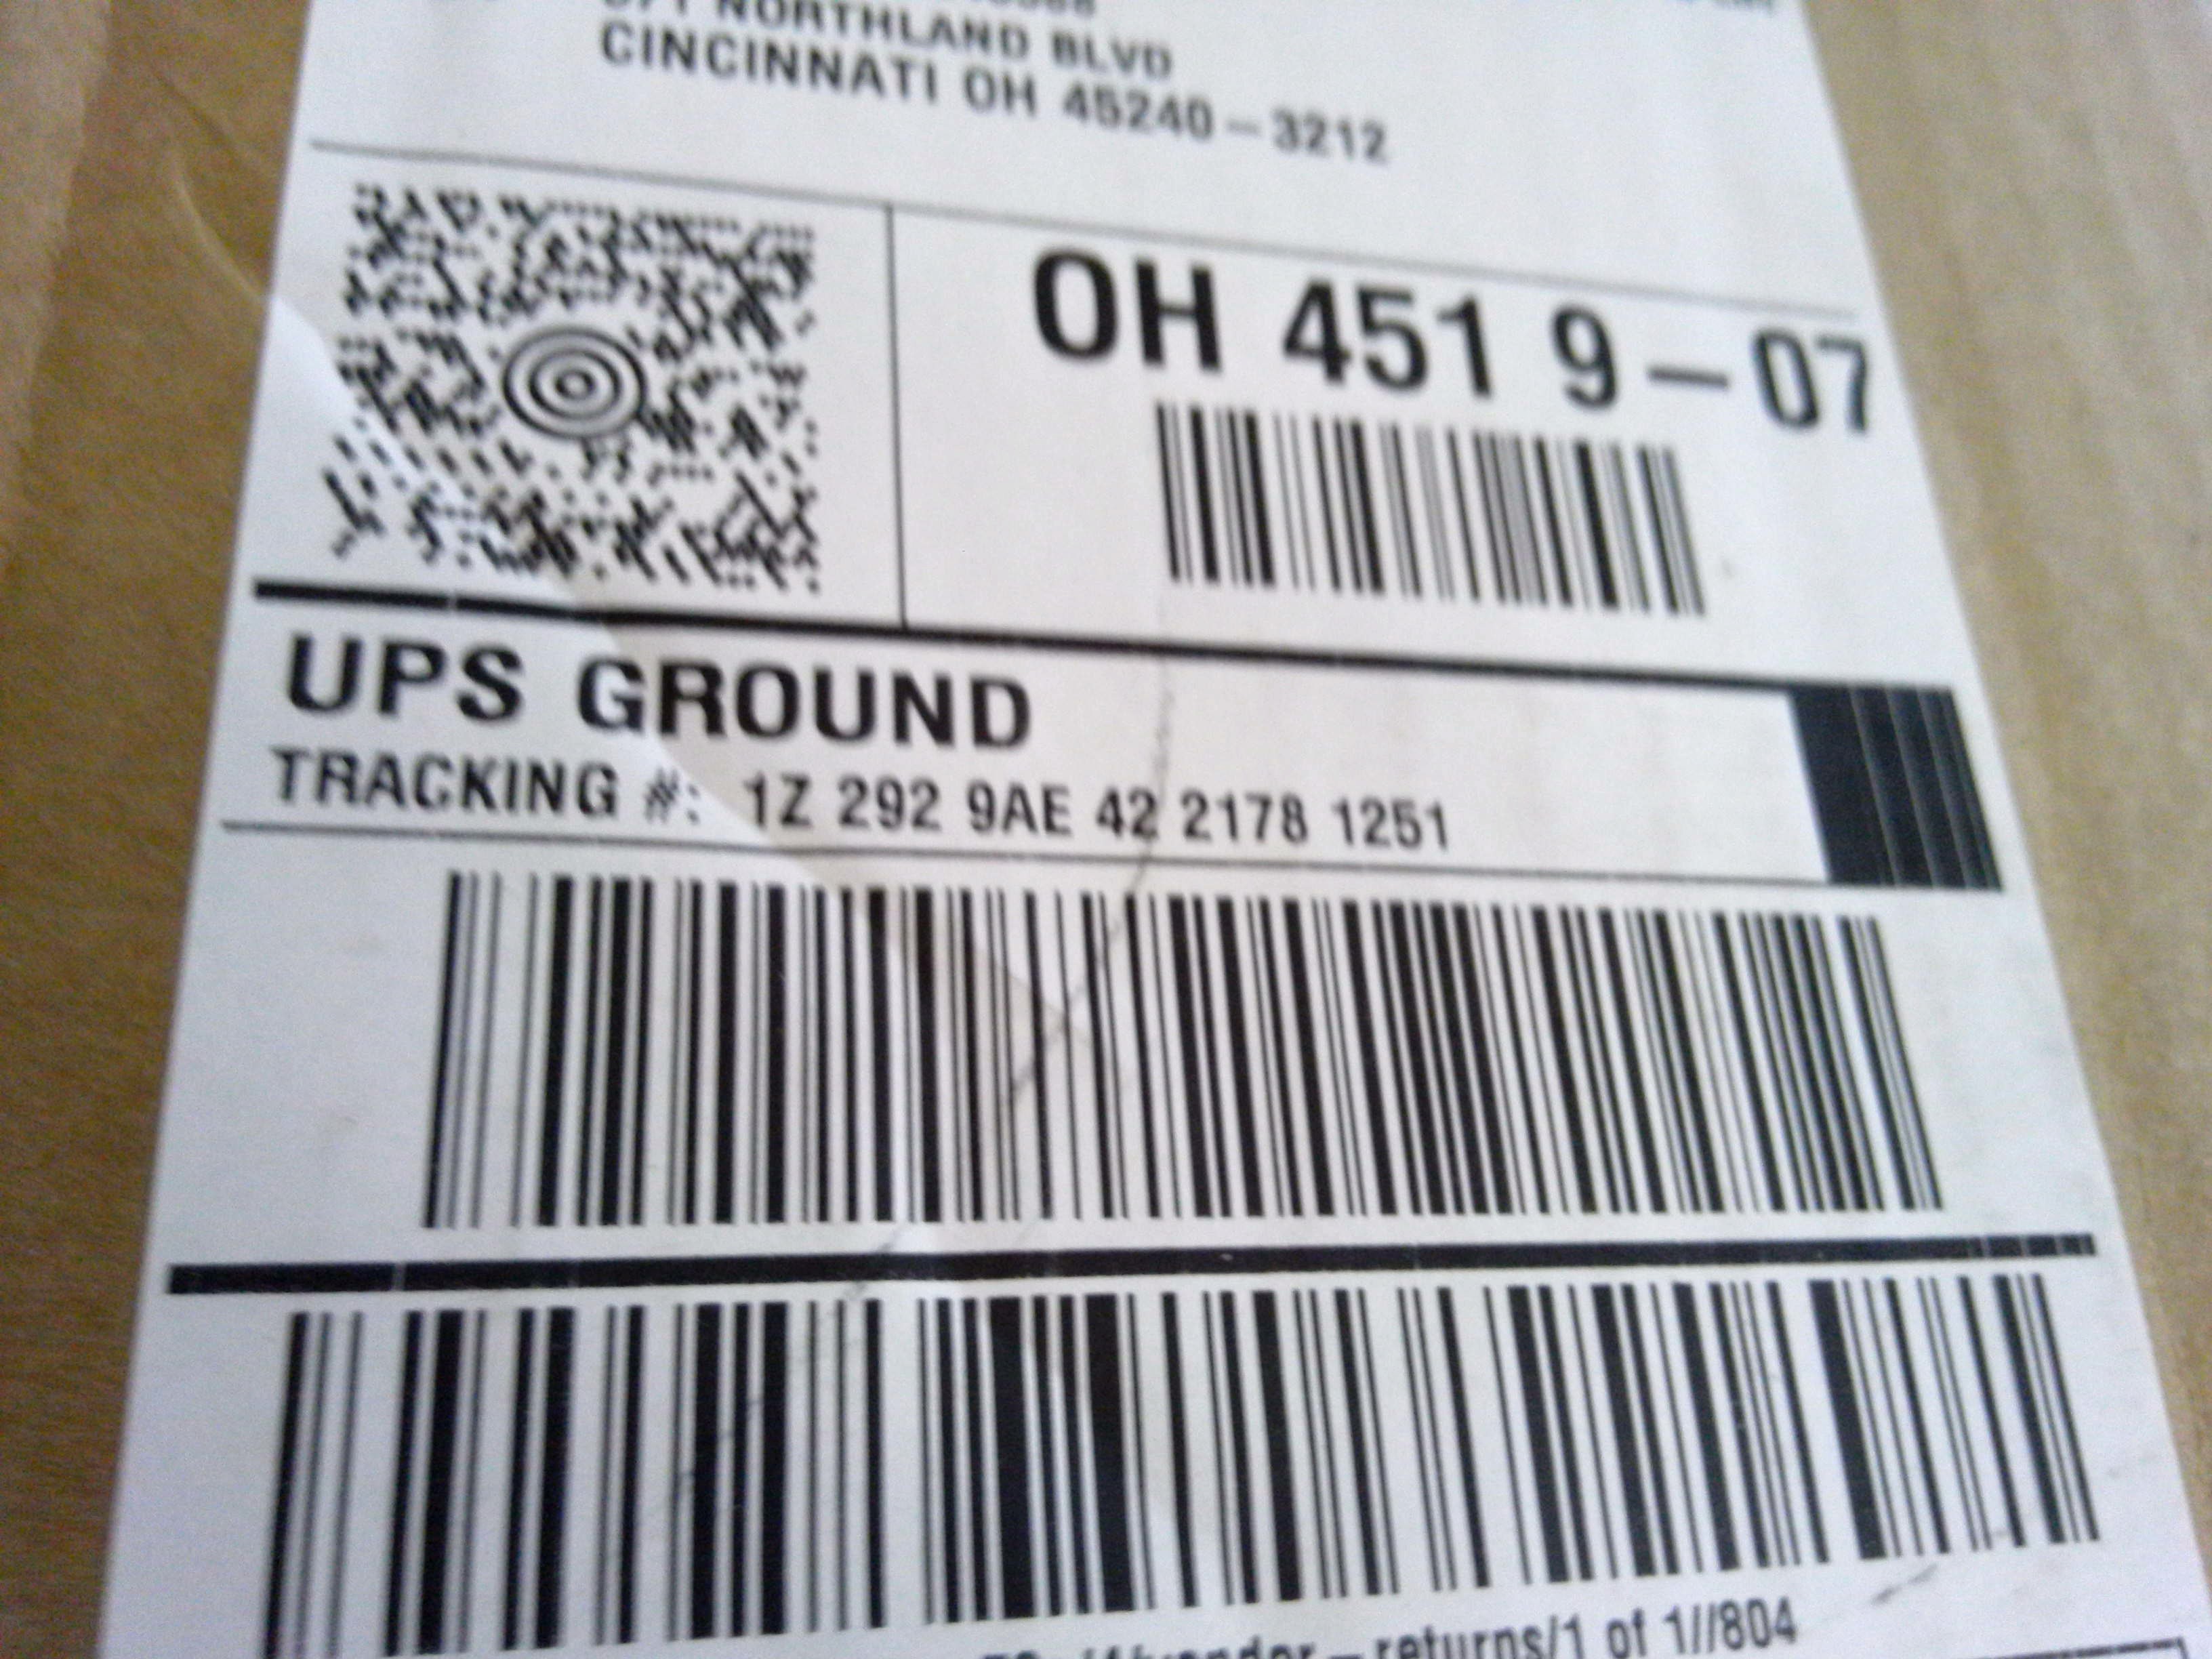 NORTHLAND BLVD
CINCINNATI OH 45240-3212
OH 451 9-07
UPS GROUND
TRACKING #: 1Z 292 9AE 42 2178 1251
returns/1 of 1//804